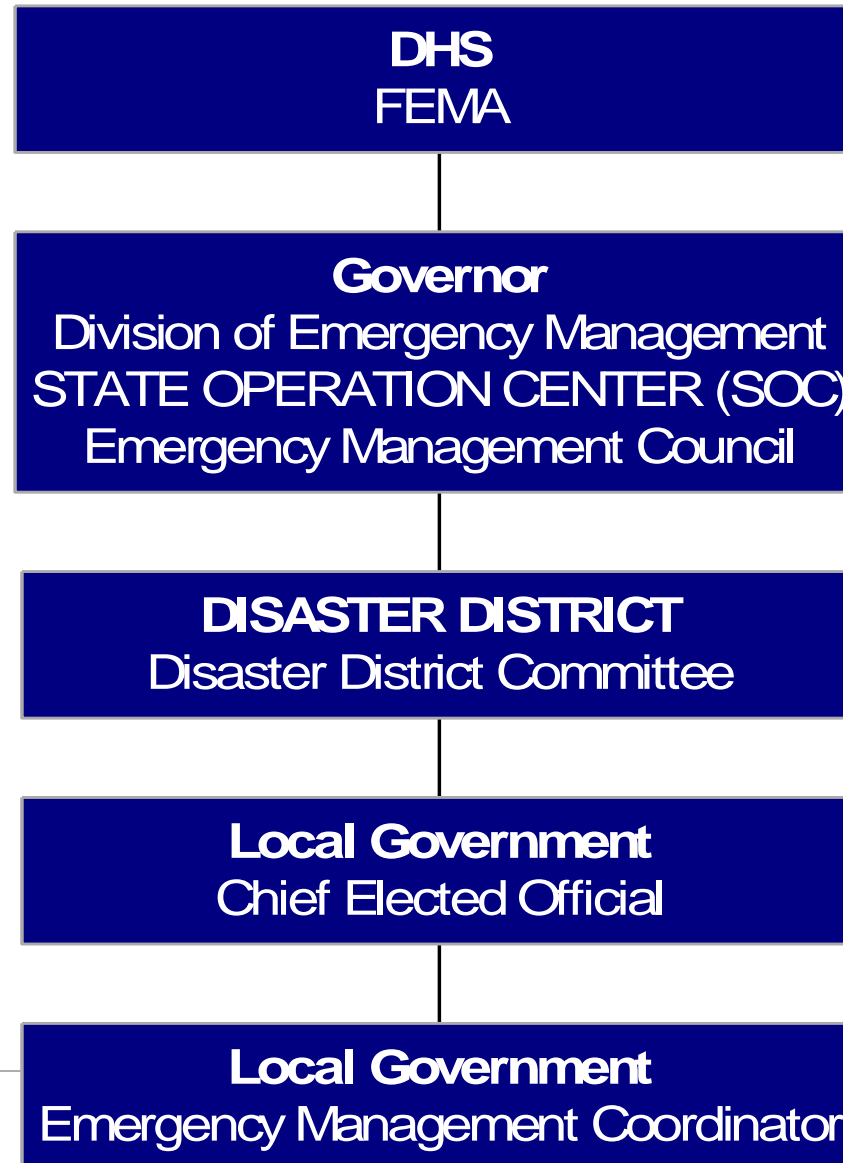 DHS
FEMA
Governor
Division of Emergency Management
STATE OPERATION CENTER (SOC)
Emergency Management Council
DISASTER DISTRICT
Disaster District Committee
Local Government
Chief Elected Official
Local Government
Emergency Management Coordinator